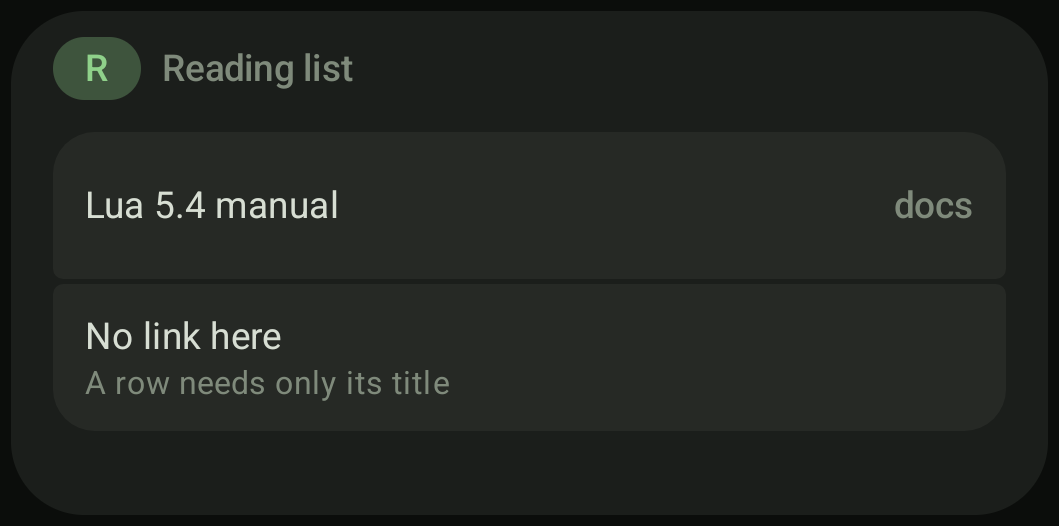 R Reading list
Lua 5.4 manual docs
No link here
A row needs only its title